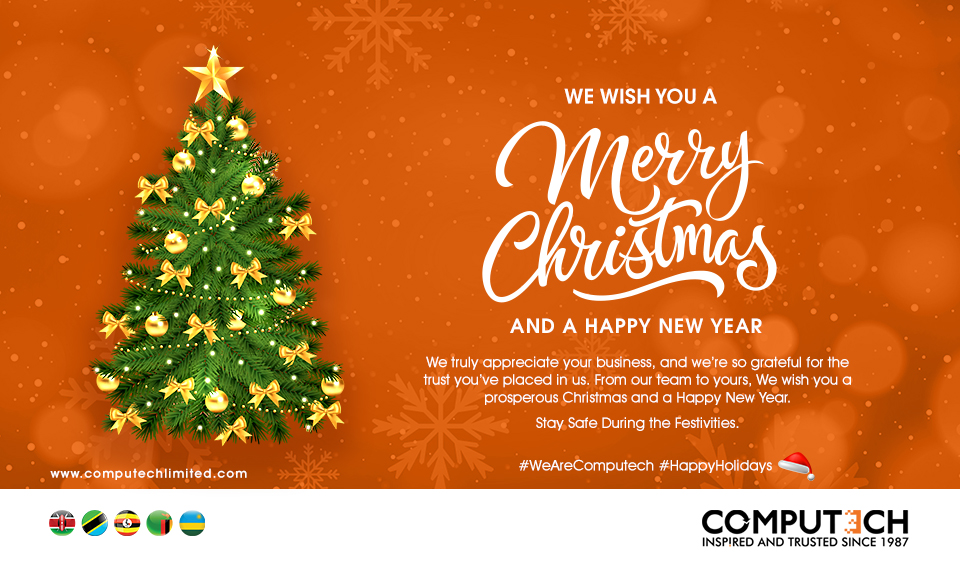 WE WISH YOU A
Merry
Christmas
AND A HAPPY NEW YEAR
We truly appreciate your business, and we're so grateful for the
trust you've placed in us. From our team to yours, We wish you a
prosperous Christmas and a Happy New Year.
Stay Safe During the Festivities.
#WeAreComputech #HappyHolidays
www.computechlimited.com
COMPUTECH
INSPIRED AND TRUSTED SINCE 1987